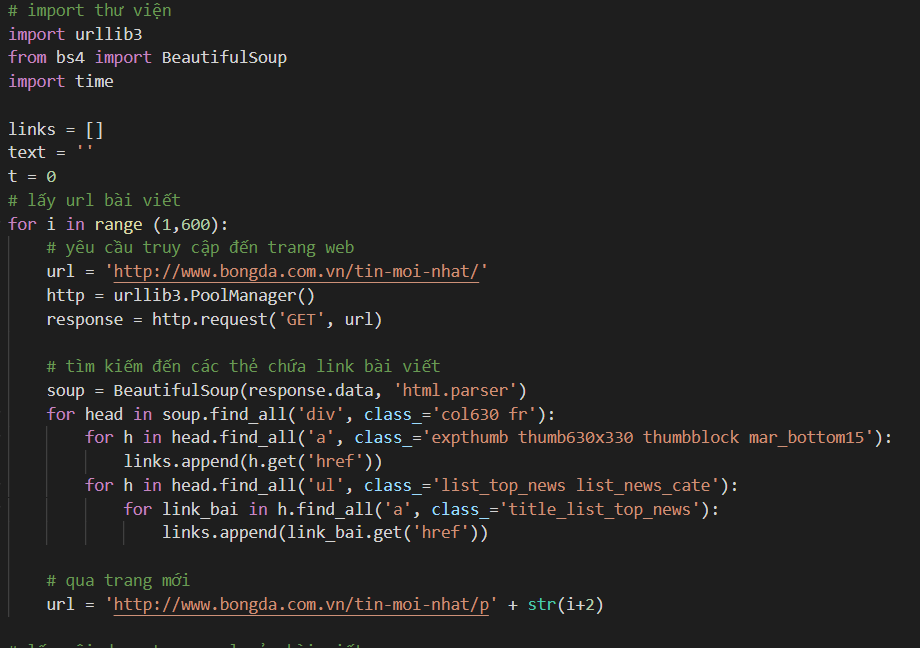 # import thư viện
import urllib3
from bs4 import BeautifulSoup
import time
links = []
text = ''
t = 0
# lấy url bài viết
for i in range (1,600):
# yêu cầu truy cập đến trang web
url = 'http://www.bongda.com.vn/tin-moi-nhat/'
http = urllib3.PoolManager()
response = http.request('GET', url)
# tìm kiếm đến các thẻ chứa link bài viết
soup = BeautifulSoup(response.data, 'html.parser')
for head in soup.find_all('div', class_='col630 fr'):
for h in head.find_all('a', class_='expthumb thumb630x330 thumbblock mar_bottom15'):
links.append(h.get('href'))
for h in head.find_all('ul', class_='list_top_news list_news_cate'):
for link_bai in h.find_all('a', class_='title_list_top_news'):
links.append(link_bai.get('href'))
# qua trang mới
url = 'http://www.bongda.com.vn/tin-moi-nhat/p' + str(i+2)